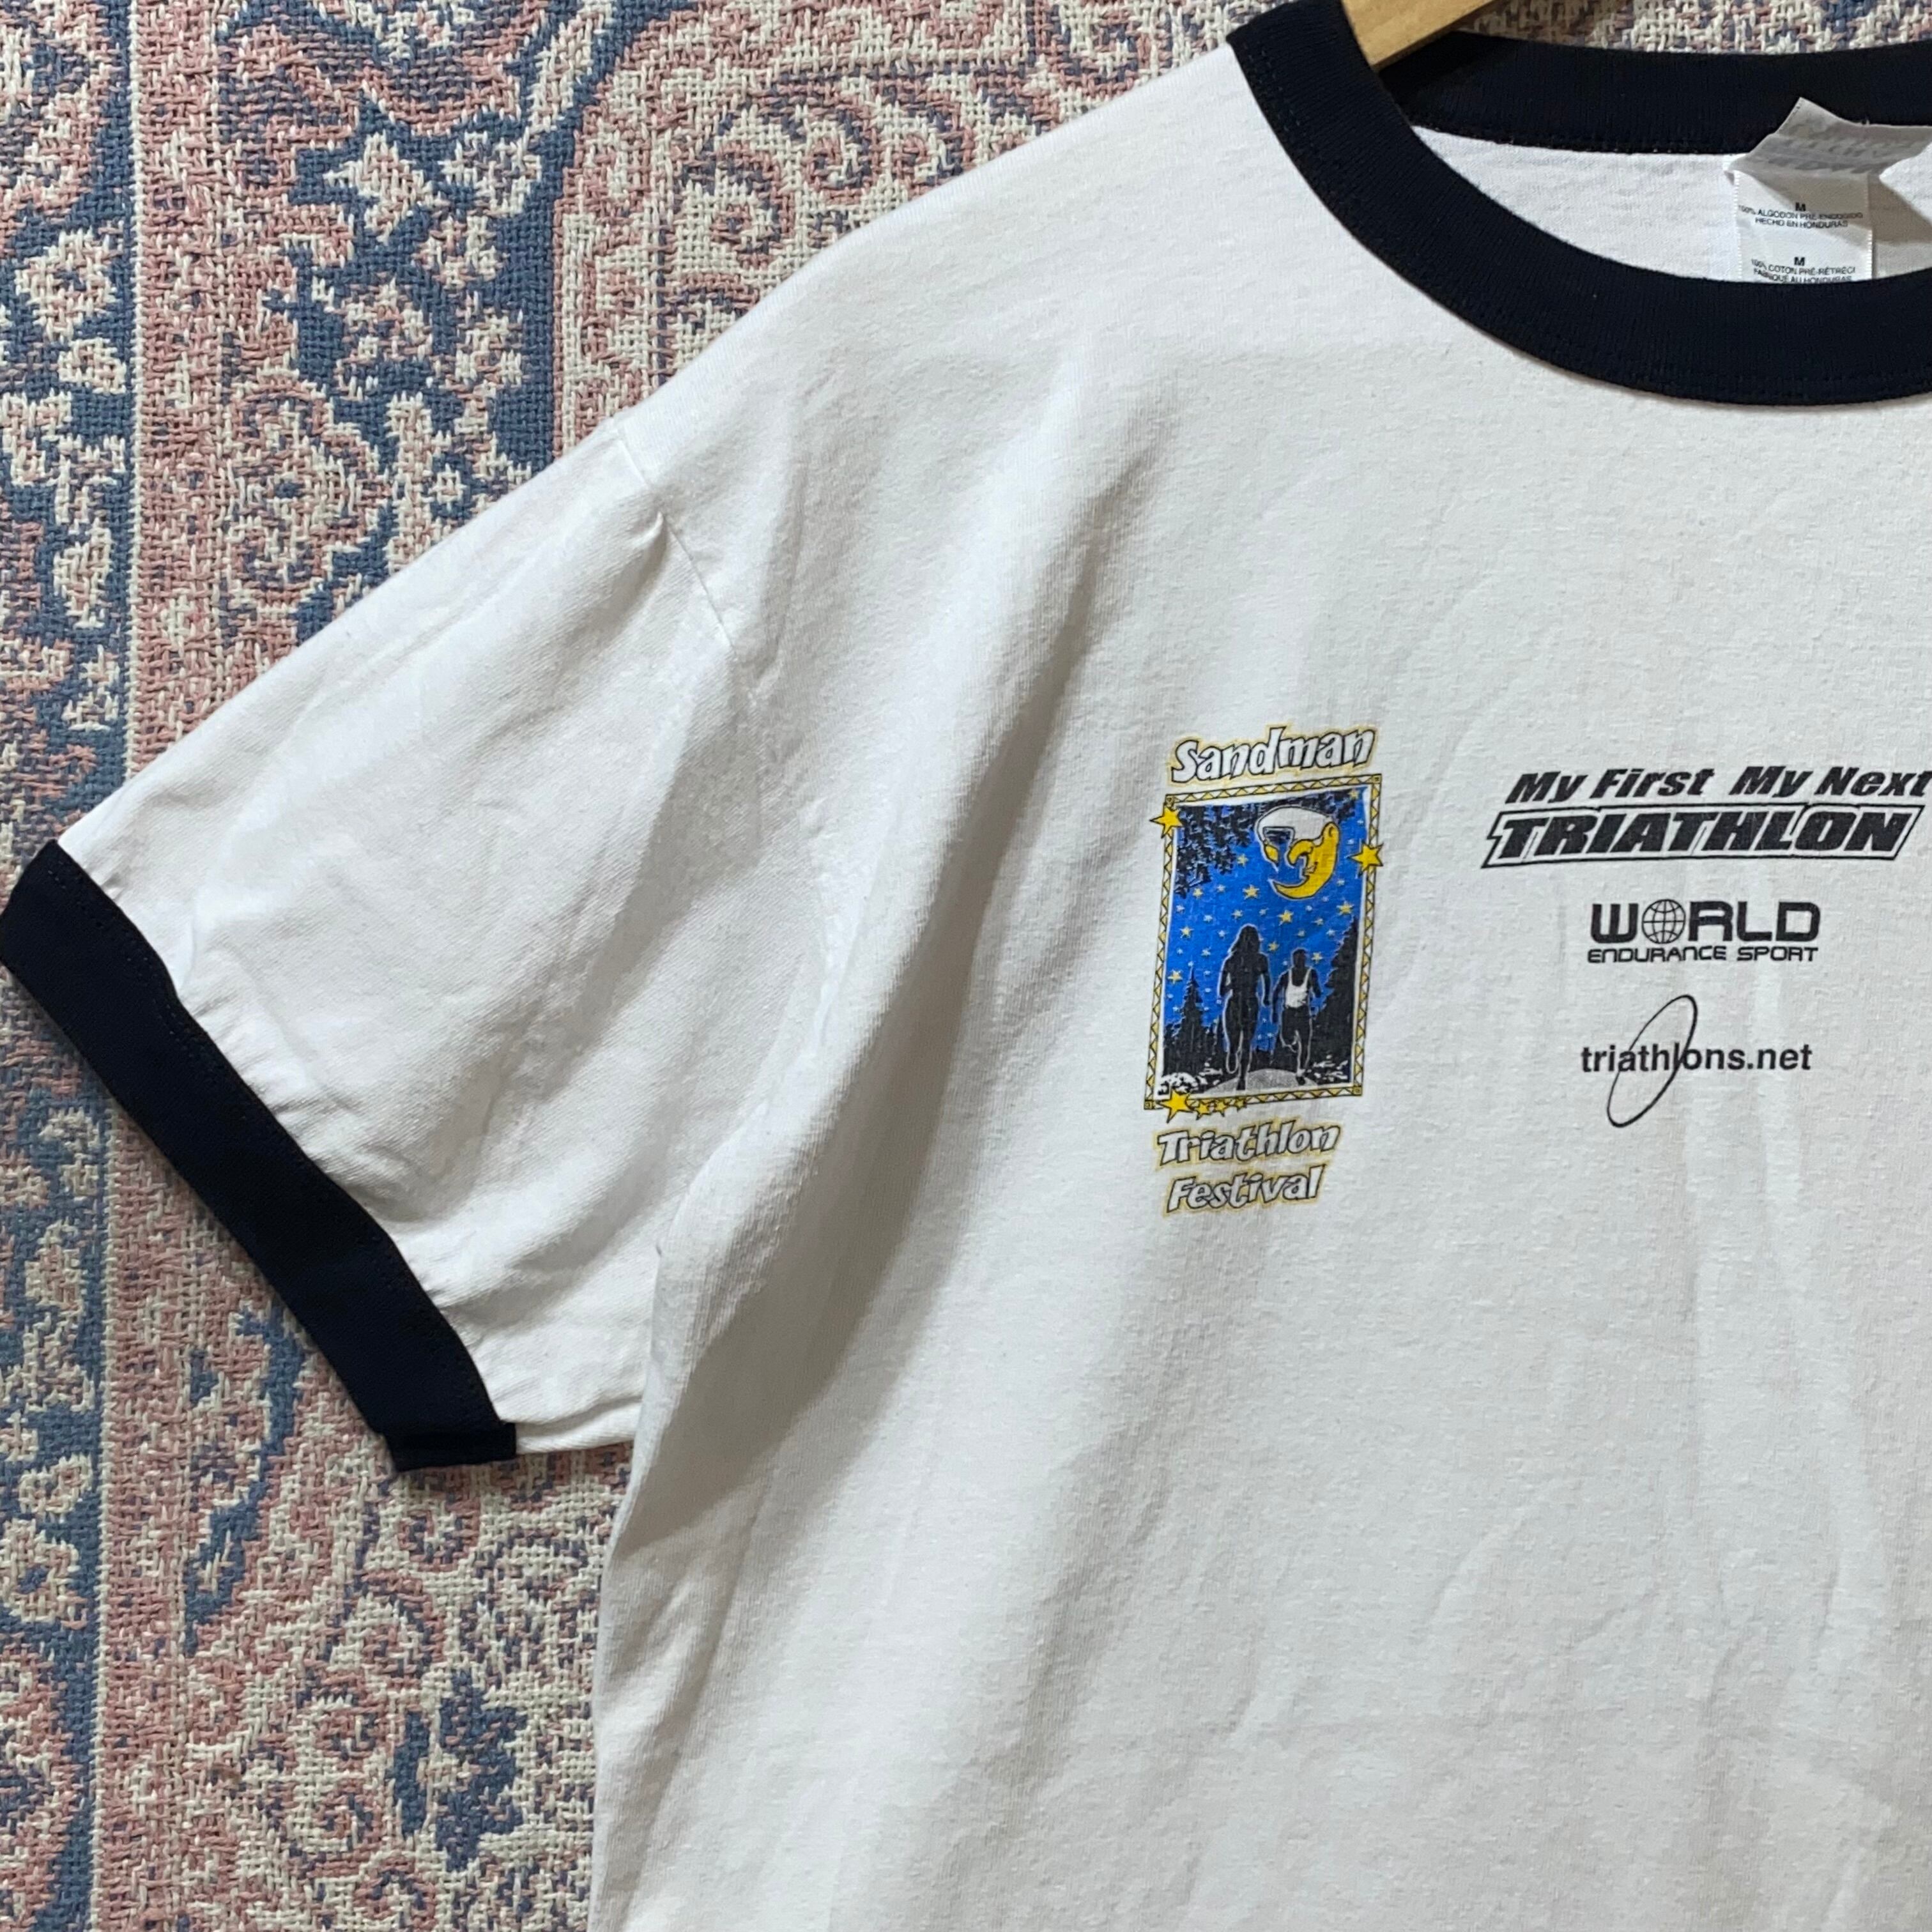 M
100% ALGODON PRE-ENCOGIDO
HECHO EN HONDURAS
M
100% COTON PRÉ-RÉTRÉCI
FABRIQUE AU HONDURAS
Sandman
Triathlon
Festival
My First My Next
TRIATHLON
WORLD
ENDURANCE SPORT
triathlons.net